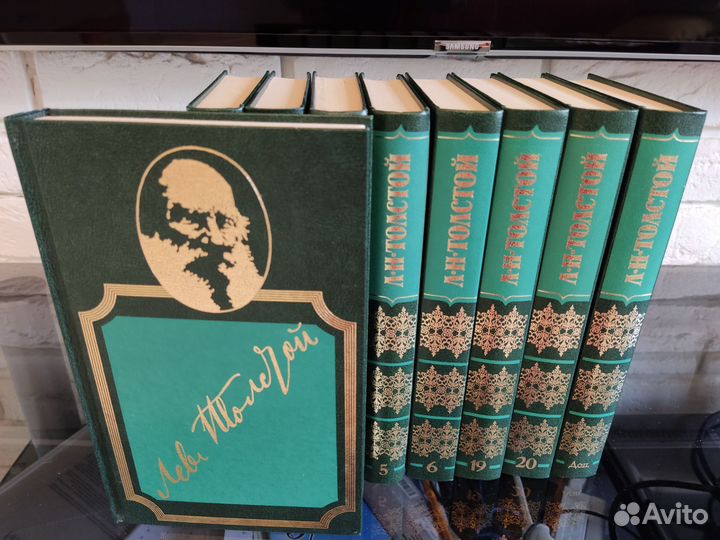 SAMSUNG
Левъ Толстой
Л·Н·ТОЛСТОЙ
5
Л·Н·ТОЛСТОЙ
6
Л·Н·ТОЛСТОЙ
19
Л·Н·ТОЛСТОЙ
20
Л·Н·ТОЛСТОЙ
Доп.
Avito